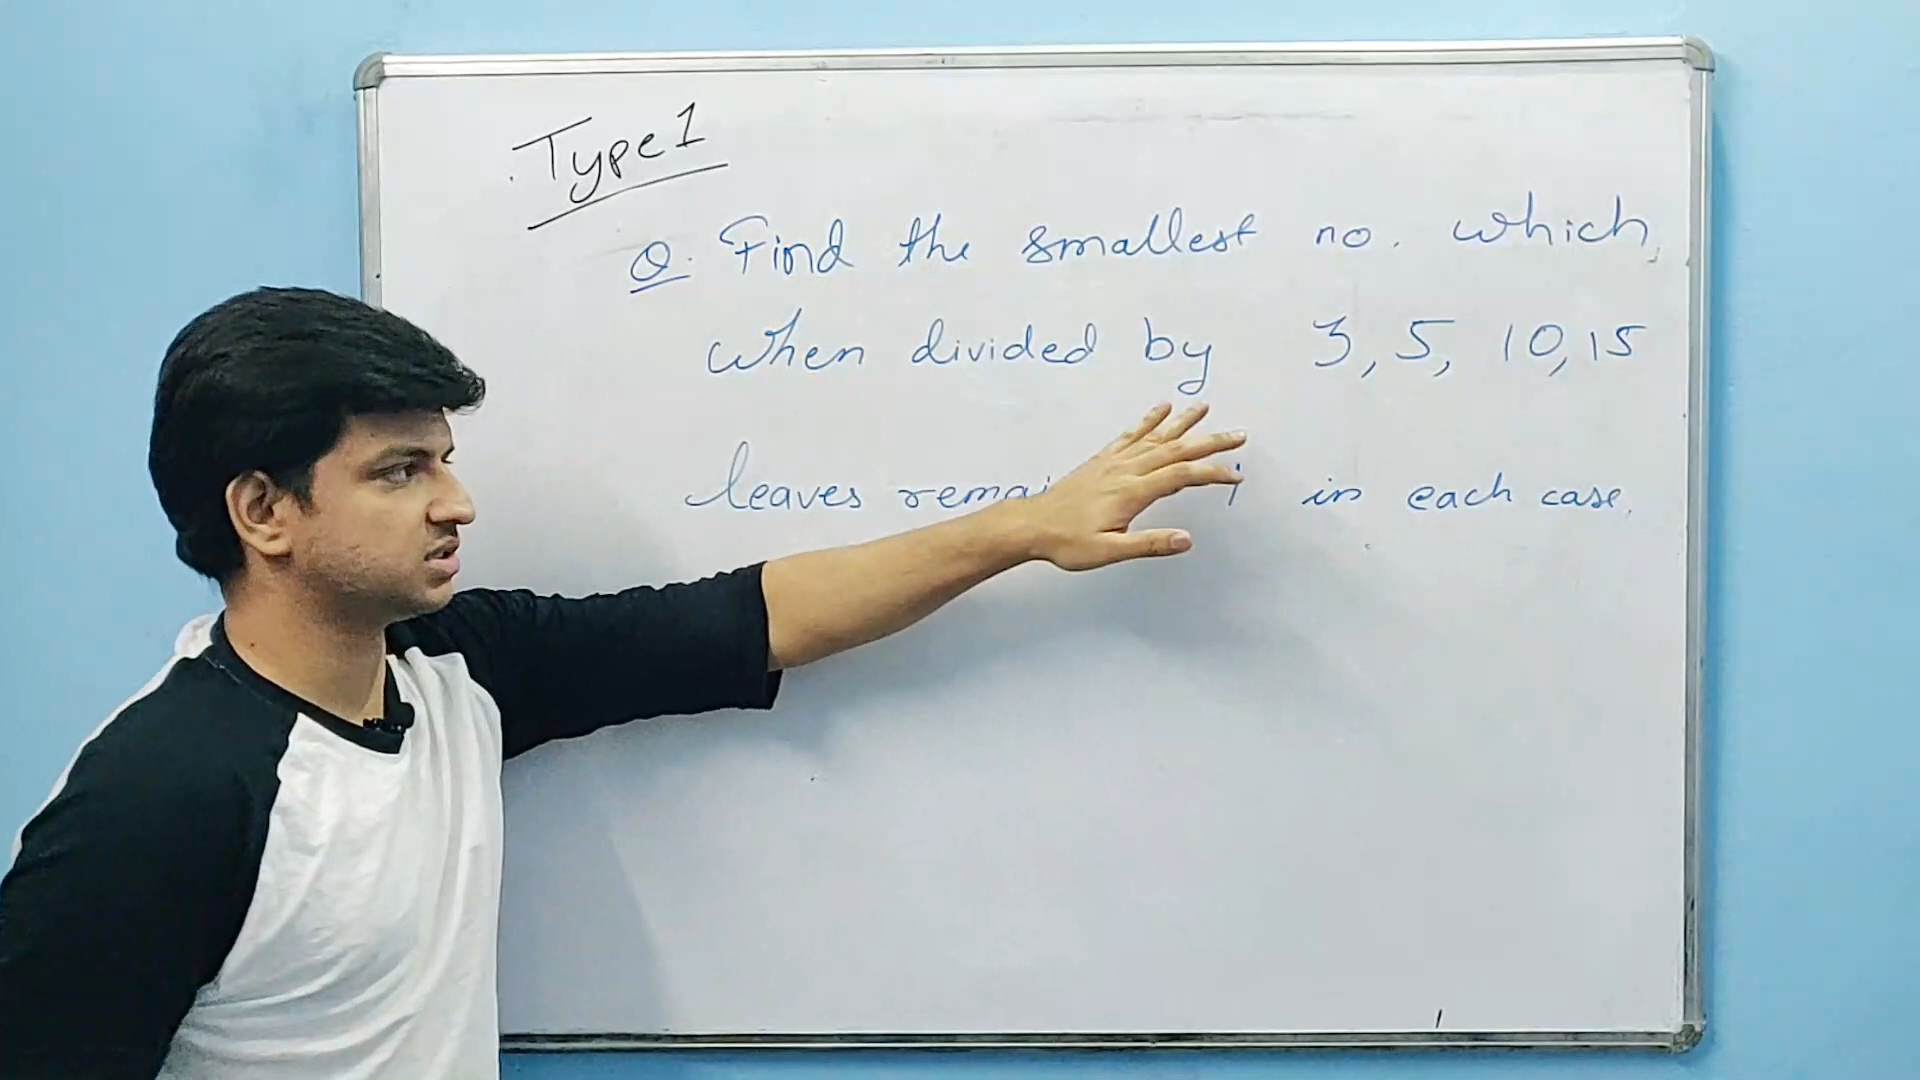 Type 1
Q. Find the smallest no. which,
when divided by 3, 5, 10, 15
leaves in each case.